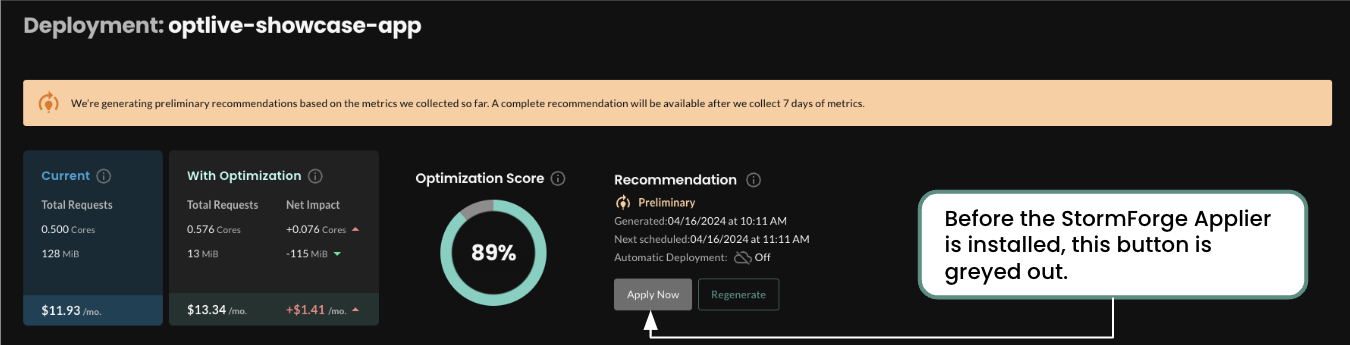 Deployment: optlive-showcase-app
We're generating preliminary recommendations based on the metrics we collected so far. A complete recommendation will be available after we collect 7 days of metrics.
Current
Total Requests
0.500 Cores
128 MiB
$11.93 /mo.
With Optimization
Total Requests Net Impact
0.576 Cores +0.076 Cores
13 MiB -115 MiB
$13.34 /mo. +$1.41 /mo.
Optimization Score
89%
Recommendation
Preliminary
Generated:04/16/2024 at 10:11 AM
Next scheduled:04/16/2024 at 11:11 AM
Automatic Deployment: Off
Apply Now Regenerate
Before the StormForge Applier
is installed, this button is
greyed out.